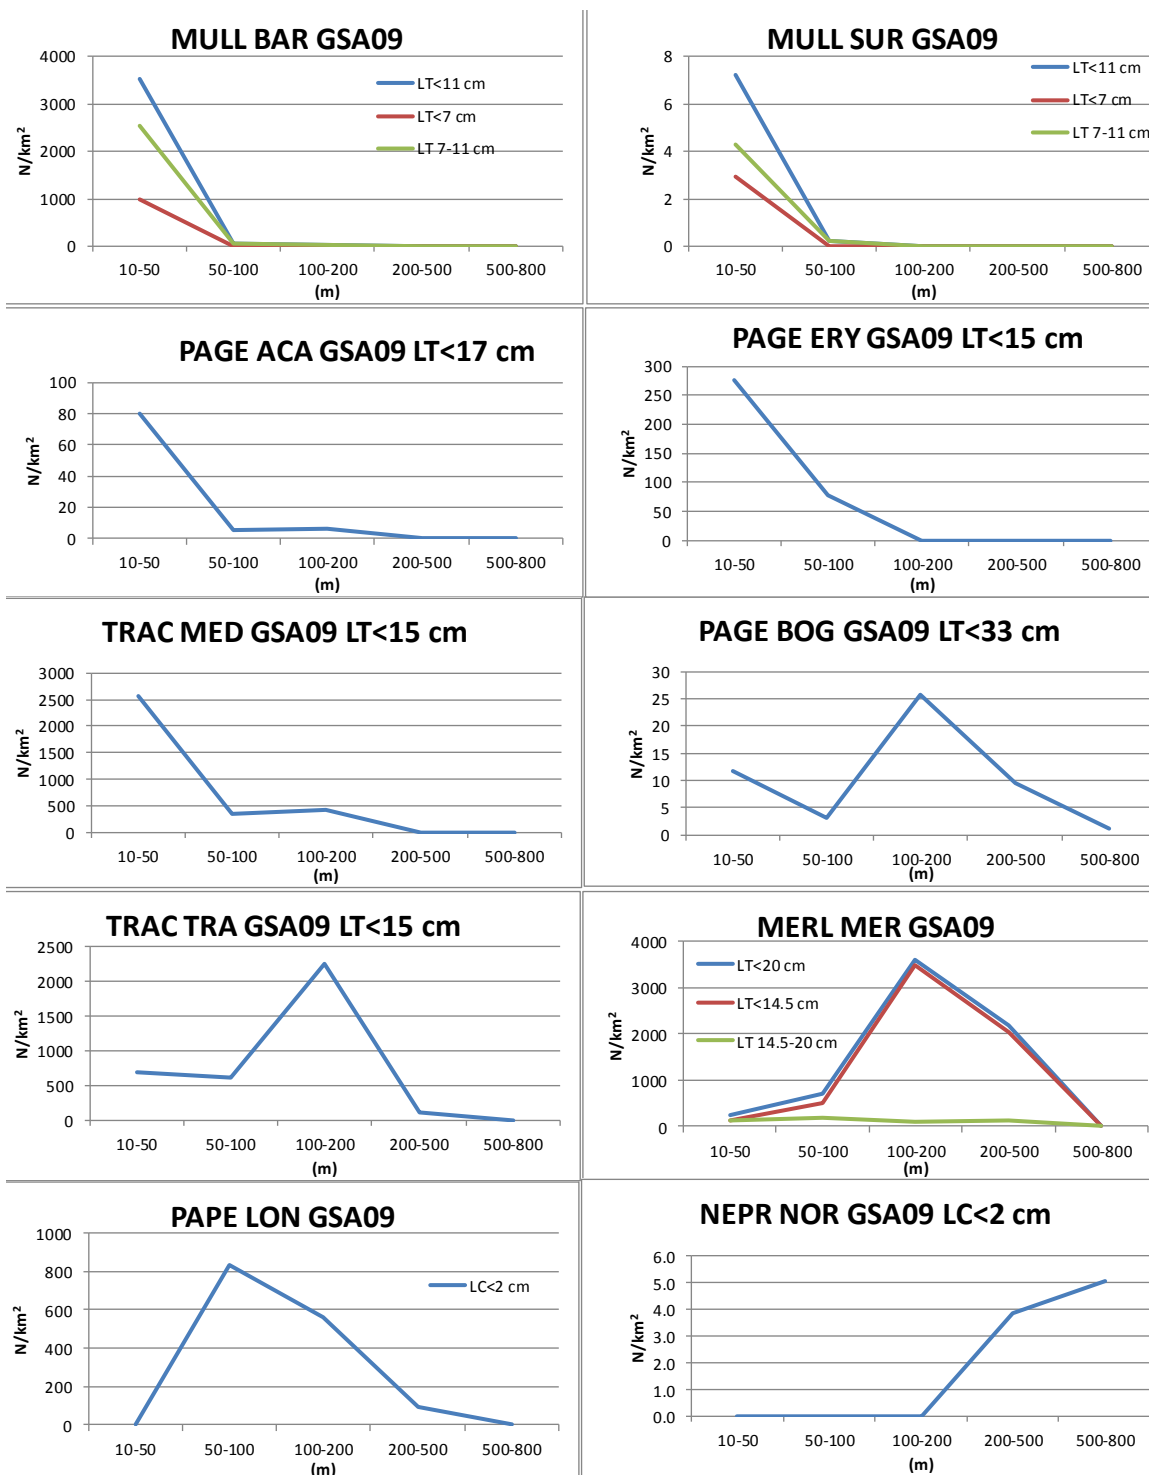 MULL BAR GSA09
4000
3000
2000
1000
0
N/km²
LT<11 cm
LT<7 cm
LT 7-11 cm
10-50 50-100 100-200 200-500 500-800
(m)
MULL SUR GSA09
8
6
4
2
0
N/km²
LT<11 cm
LT<7 cm
LT 7-11 cm
10-50 50-100 100-200 200-500 500-800
(m)
PAGE ACA GSA09 LT<17 cm
100
80
60
40
20
0
N/km²
10-50 50-100 100-200 200-500 500-800
(m)
PAGE ERY GSA09 LT<15 cm
300
250
200
150
100
50
0
N/km²
10-50 50-100 100-200 200-500 500-800
(m)
TRAC MED GSA09 LT<15 cm
3000
2500
2000
1500
1000
500
0
N/km²
10-50 50-100 100-200 200-500 500-800
(m)
PAGE BOG GSA09 LT<33 cm
30
25
20
15
10
5
0
N/km²
10-50 50-100 100-200 200-500 500-800
(m)
TRAC TRA GSA09 LT<15 cm
2500
2000
1500
1000
500
0
N/km²
10-50 50-100 100-200 200-500 500-800
(m)
MERL MER GSA09
4000
3000
2000
1000
0
N/km²
LT<20 cm
LT<14.5 cm
LT 14.5-20 cm
10-50 50-100 100-200 200-500 500-800
(m)
PAPE LON GSA09
1000
800
600
400
200
0
N/km²
LC<2 cm
10-50 50-100 100-200 200-500 500-800
(m)
NEPR NOR GSA09 LC<2 cm
6.0
5.0
4.0
3.0
2.0
1.0
0.0
N/km²
10-50 50-100 100-200 200-500 500-800
(m)